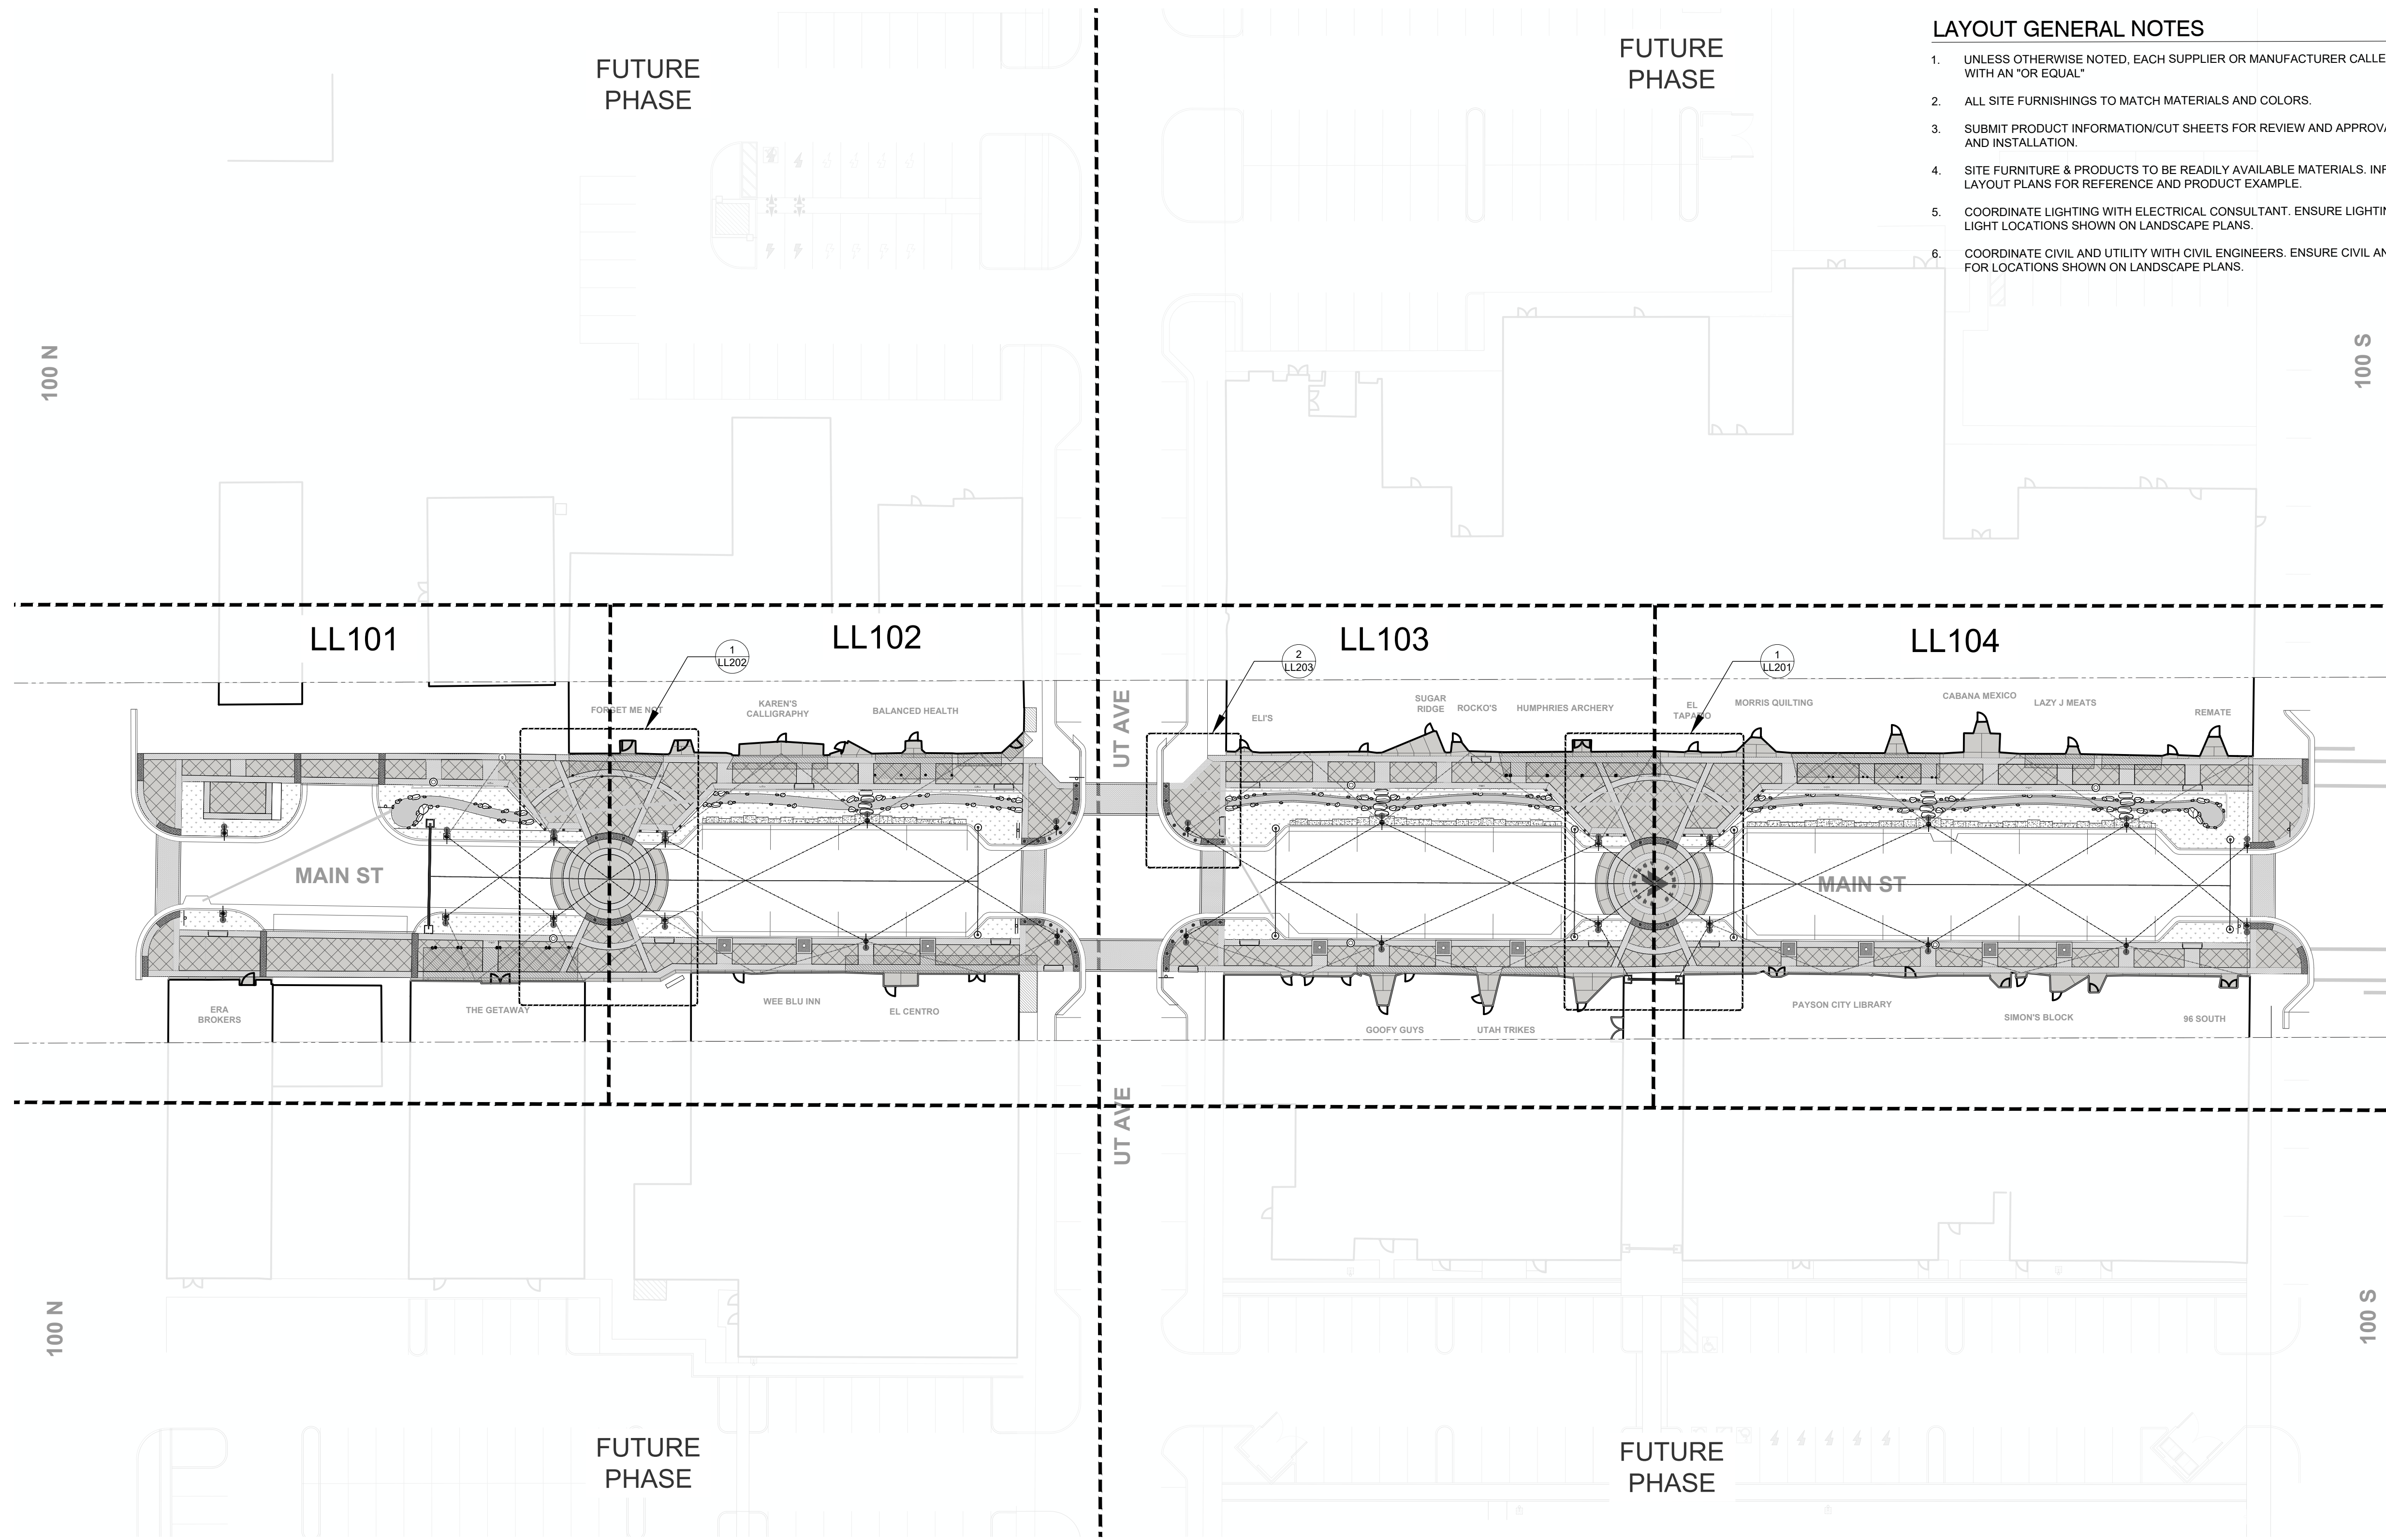 LAYOUT GENERAL NOTES
1. UNLESS OTHERWISE NOTED, EACH SUPPLIER OR MANUFACTURER CALLE
WITH AN "OR EQUAL"
2. ALL SITE FURNISHINGS TO MATCH MATERIALS AND COLORS.
3. SUBMIT PRODUCT INFORMATION/CUT SHEETS FOR REVIEW AND APPROVA
AND INSTALLATION.
4. SITE FURNITURE & PRODUCTS TO BE READILY AVAILABLE MATERIALS. INF
LAYOUT PLANS FOR REFERENCE AND PRODUCT EXAMPLE.
5. COORDINATE LIGHTING WITH ELECTRICAL CONSULTANT. ENSURE LIGHTIN
LIGHT LOCATIONS SHOWN ON LANDSCAPE PLANS.
6. COORDINATE CIVIL AND UTILITY WITH CIVIL ENGINEERS. ENSURE CIVIL AN
FOR LOCATIONS SHOWN ON LANDSCAPE PLANS.
FUTURE
PHASE
FUTURE
PHASE
100 N
100 S
LL101
LL102
LL103
LL104
1
LL202
2
LL203
1
LL201
FORGET ME NOT
KAREN'S
CALLIGRAPHY
BALANCED HEALTH
UT AVE
ELI'S
SUGAR
RIDGE
ROCKO'S
HUMPHRIES ARCHERY
EL
TAPATIO
MORRIS QUILTING
CABANA MEXICO
LAZY J MEATS
REMATE
MAIN ST
MAIN ST
ERA
BROKERS
THE GETAWAY
WEE BLU INN
EL CENTRO
GOOFY GUYS
UTAH TRIKES
PAYSON CITY LIBRARY
SIMON'S BLOCK
96 SOUTH
UT AVE
100 N
100 S
FUTURE
PHASE
FUTURE
PHASE